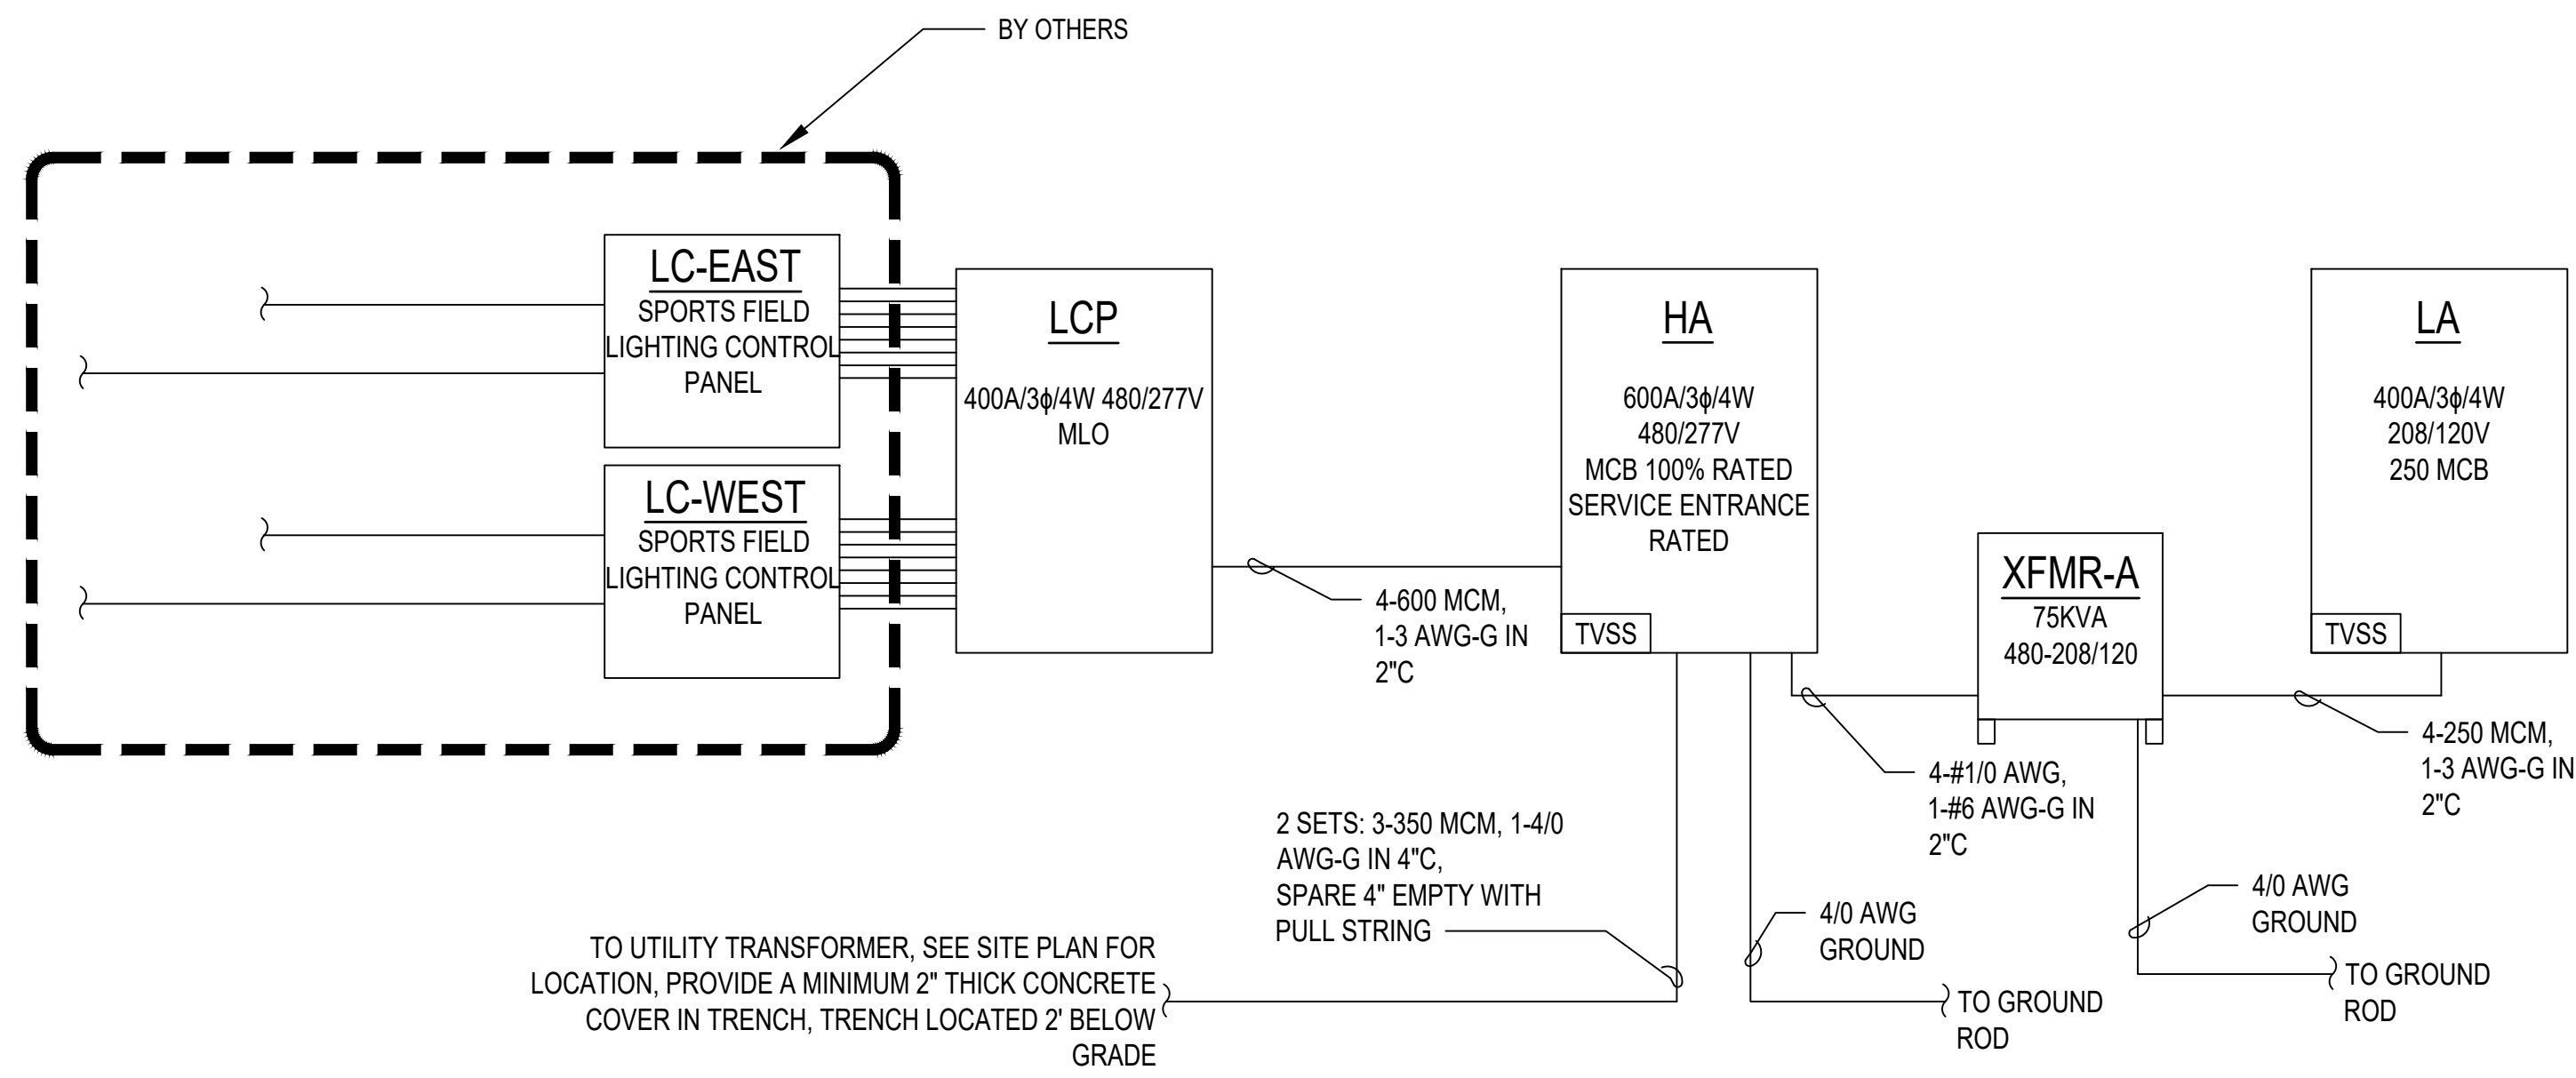 BY OTHERS
LC-EAST
SPORTS FIELD
LIGHTING CONTROL
PANEL
LC-WEST
SPORTS FIELD
LIGHTING CONTROL
PANEL
LCP
400A/3ϕ/4W 480/277V
MLO
4-600 MCM,
1-3 AWG-G IN
2"C
HA
600A/3ϕ/4W
480/277V
MCB 100% RATED
SERVICE ENTRANCE
RATED
TVSS
XFMR-A
75KVA
480-208/120
LA
400A/3ϕ/4W
208/120V
250 MCB
TVSS
4-250 MCM,
1-3 AWG-G IN
2"C
4-#1/0 AWG,
1-#6 AWG-G IN
2"C
2 SETS: 3-350 MCM, 1-4/0
AWG-G IN 4"C,
SPARE 4" EMPTY WITH
PULL STRING
TO UTILITY TRANSFORMER, SEE SITE PLAN FOR
LOCATION, PROVIDE A MINIMUM 2" THICK CONCRETE
COVER IN TRENCH, TRENCH LOCATED 2' BELOW
GRADE
4/0 AWG
GROUND
TO GROUND
ROD
4/0 AWG
GROUND
TO GROUND
ROD